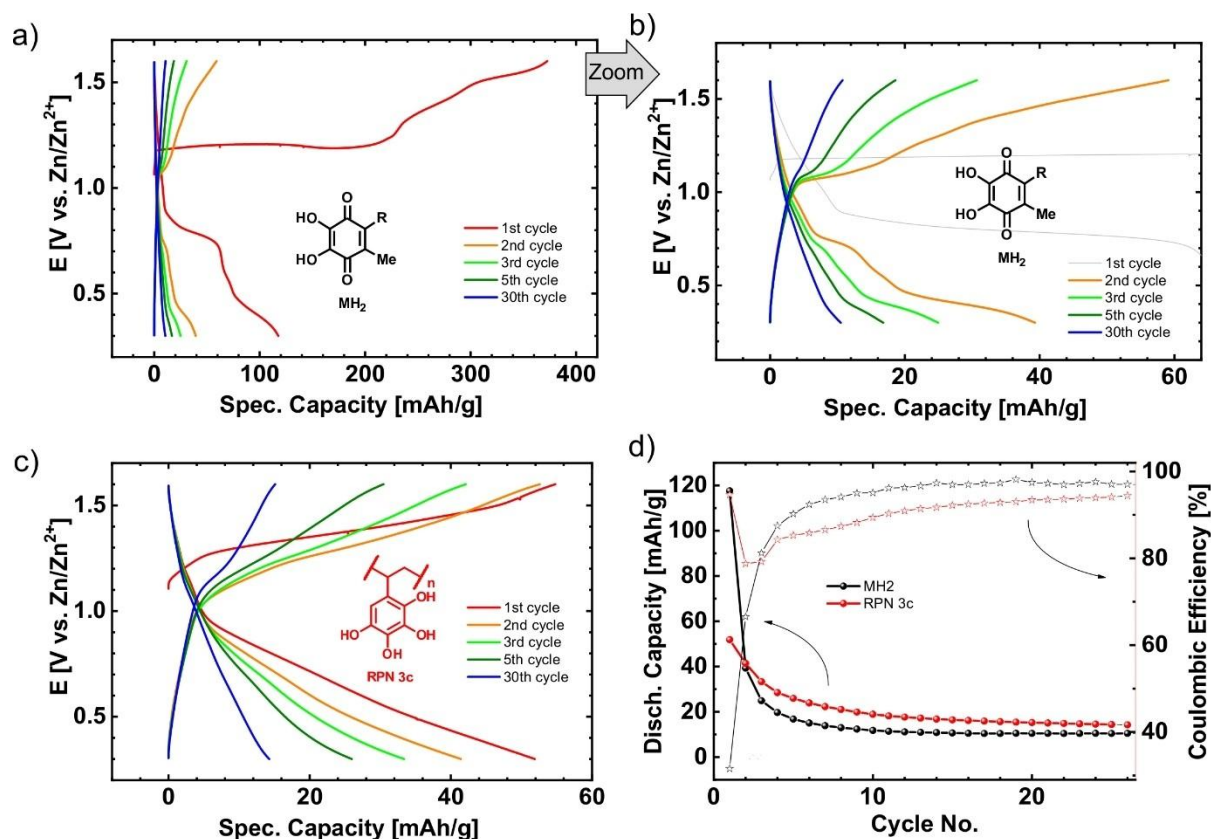 a)
E [V vs. Zn/Zn²⁺]
1.5
1.0
0.5
O
HO
R
HO
Me
O
MH₂
1st cycle
2nd cycle
3rd cycle
5th cycle
30th cycle
0 100 200 300 400
Spec. Capacity [mAh/g]
Zoom
b)
E [V vs. Zn/Zn²⁺]
1.5
1.0
0.5
O
HO
R
HO
Me
O
MH₂
1st cycle
2nd cycle
3rd cycle
5th cycle
30th cycle
0 20 40 60
Spec. Capacity [mAh/g]
c)
E [V vs. Zn/Zn²⁺]
1.5
1.0
0.5
n
OH
HO
OH
OH
RPN 3c
1st cycle
2nd cycle
3rd cycle
5th cycle
30th cycle
0 20 40 60
Spec. Capacity [mAh/g]
d)
Disch. Capacity [mAh/g]
120
100
80
60
40
20
0
MH2
RPN 3c
100
80
60
40
Coulombic Efficiency [%]
0 10 20
Cycle No.